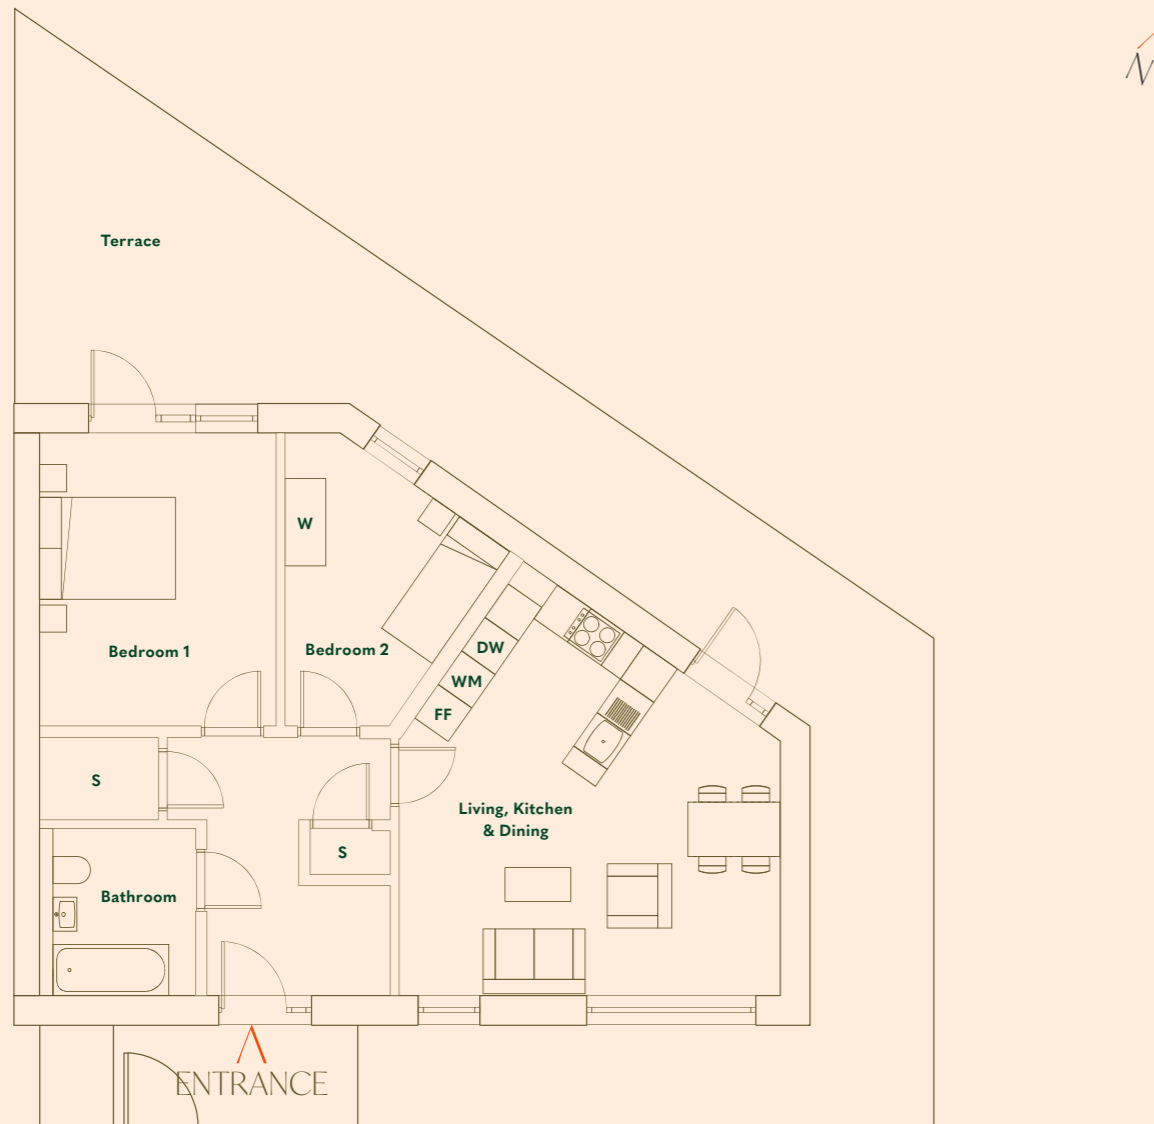 N
Terrace
W
Bedroom 1
Bedroom 2
DW
WM
FF
S
Living, Kitchen
& Dining
S
Bathroom
ENTRANCE